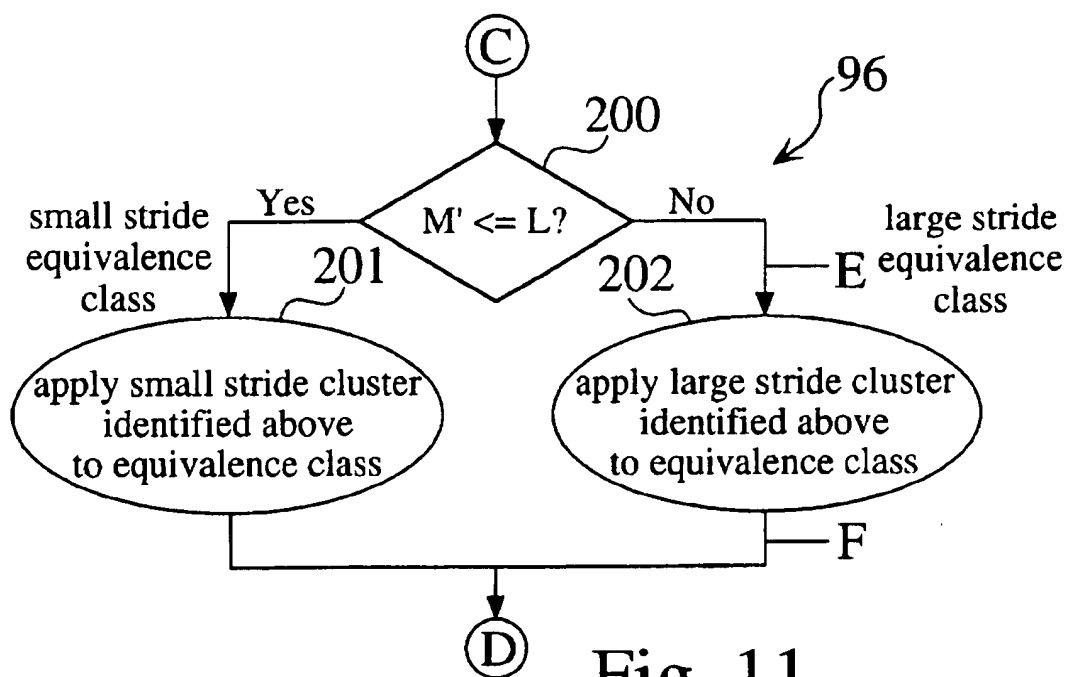 C
96
200
M' <= L?
Yes
No
small stride
equivalence
class
201
202
E
large stride
equivalence
class
apply small stride cluster
identified above
to equivalence class
apply large stride cluster
identified above
to equivalence class
F
D
Fig. 11